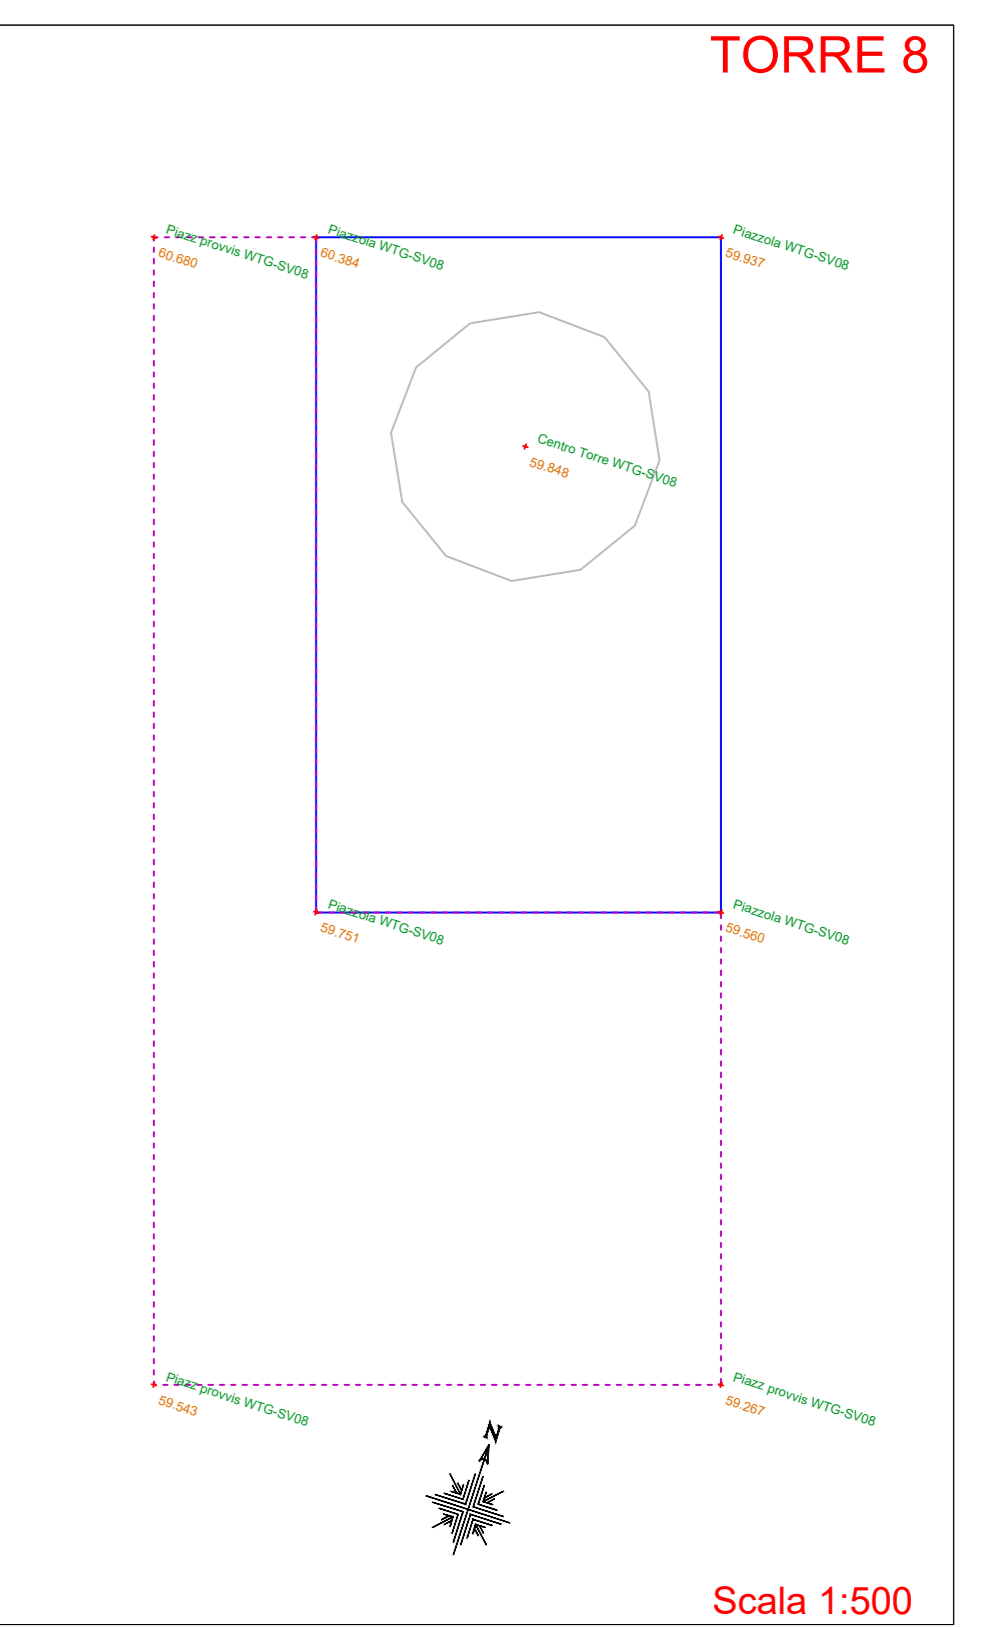 TORRE 8
Piazz provvis WTG-SV08
60.680
Piazzola WTG-SV08
60.384
Piazzola WTG-SV08
59.937
Centro Torre WTG-SV08
59.848
Piazzola WTG-SV08
59.751
Piazzola WTG-SV08
59.560
Piazz provvis WTG-SV08
59.543
Piazz provvis WTG-SV08
59.267
N
Scala 1:500